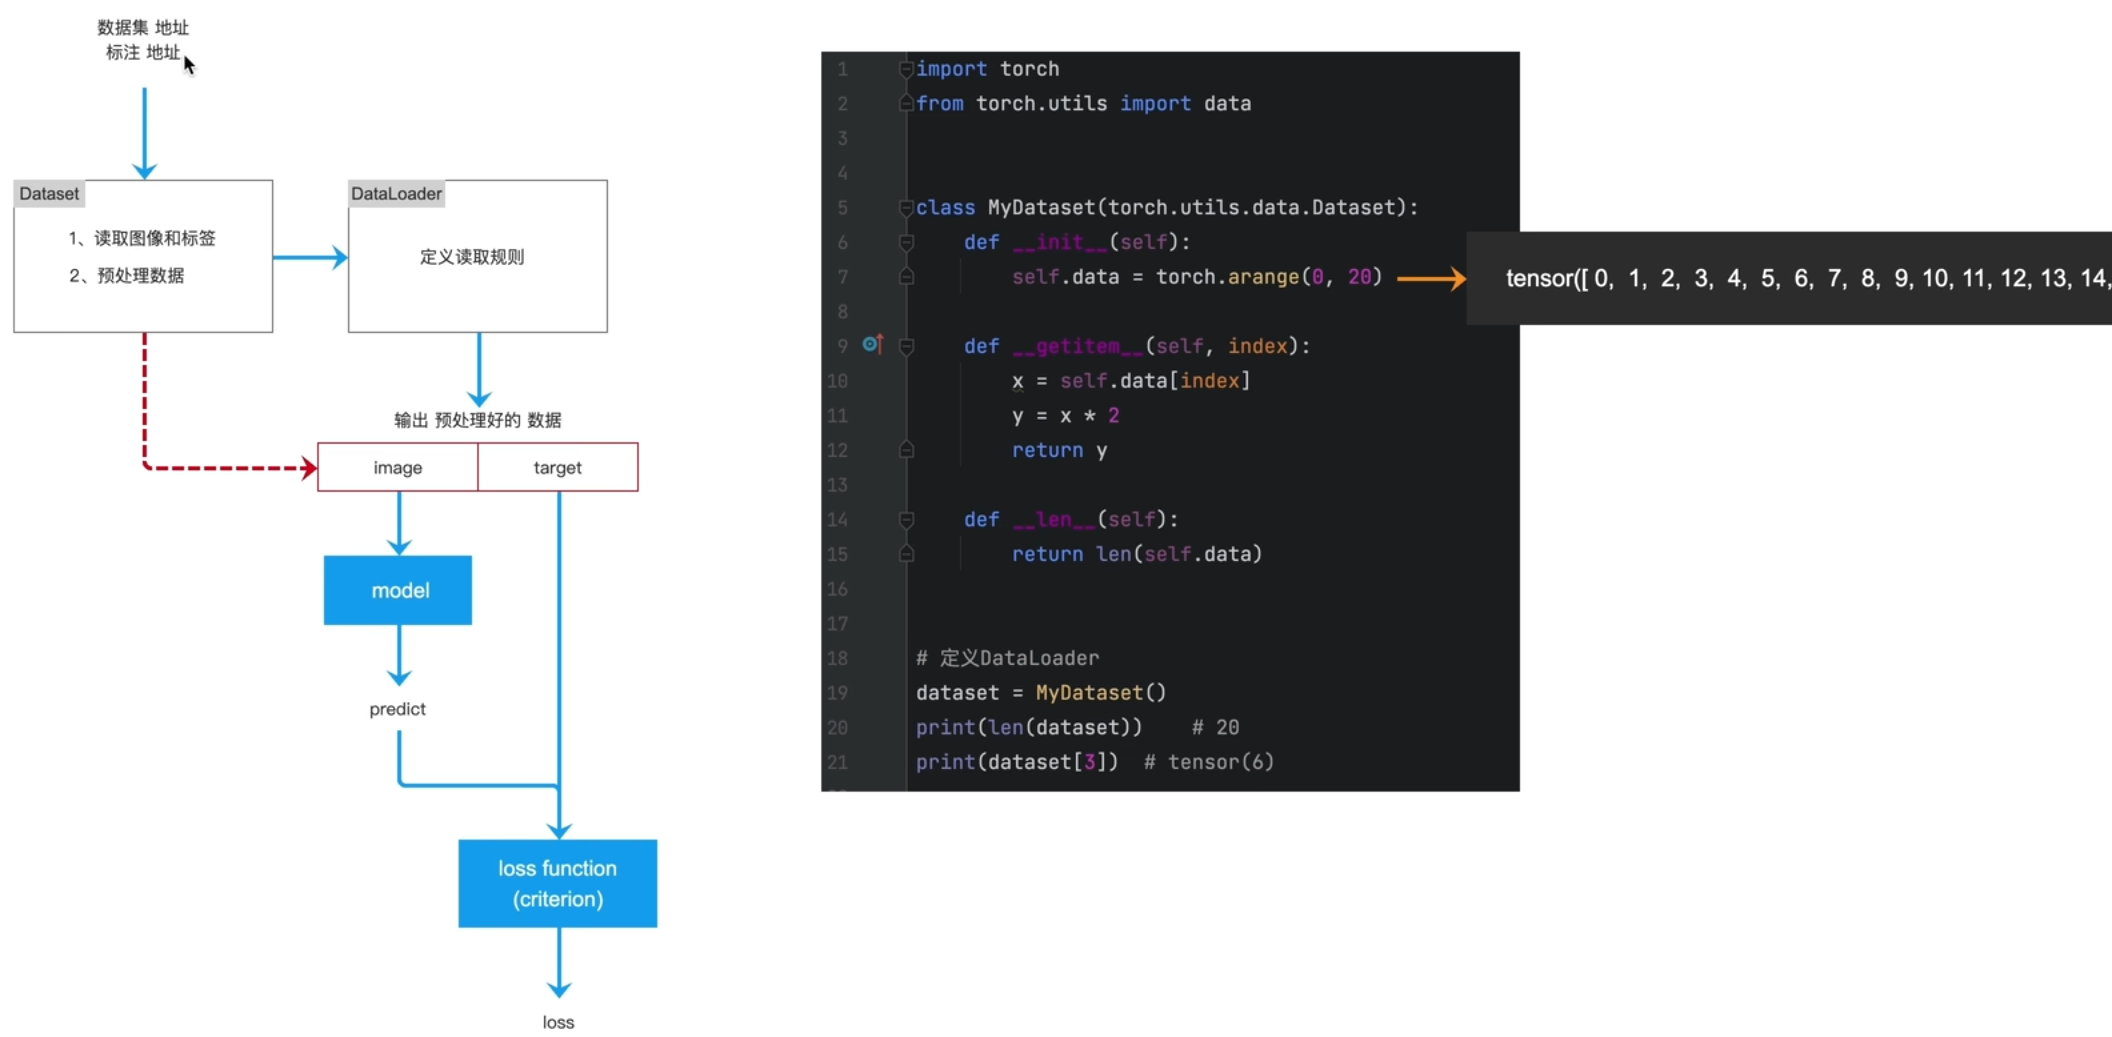 数据集 地址
标注 地址
Dataset
1、读取图像和标签
2、预处理数据
DataLoader
定义读取规则
输出 预处理好的 数据
image
target
model
predict
loss function
(criterion)
loss
1 import torch
2 from torch.utils import data
3
4
5 class MyDataset(torch.utils.data.Dataset):
6     def __init__(self):
7         self.data = torch.arange(0, 20)
8
9     def __getitem__(self, index):
10         x = self.data[index]
11         y = x * 2
12         return y
13
14     def __len__(self):
15         return len(self.data)
16
17
18 # 定义DataLoader
19 dataset = MyDataset()
20 print(len(dataset))    # 20
21 print(dataset[3])  # tensor(6)
tensor([ 0, 1, 2, 3, 4, 5, 6, 7, 8, 9, 10, 11, 12, 13, 14,